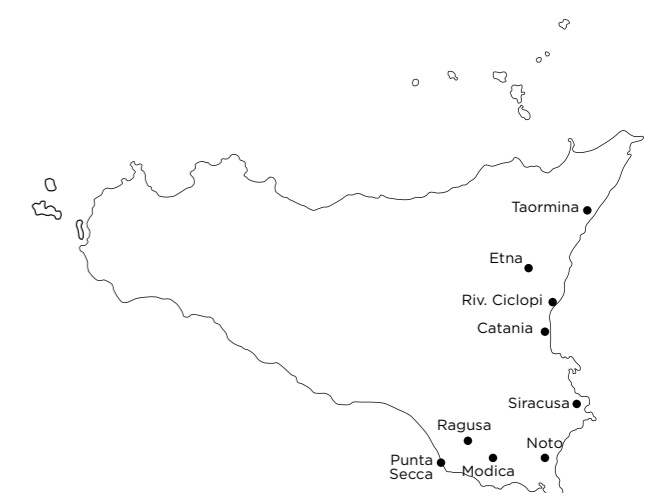 Taormina
Etna
Riv. Ciclopi
Catania
Siracusa
Ragusa
Noto
Punta
Secca
Modica